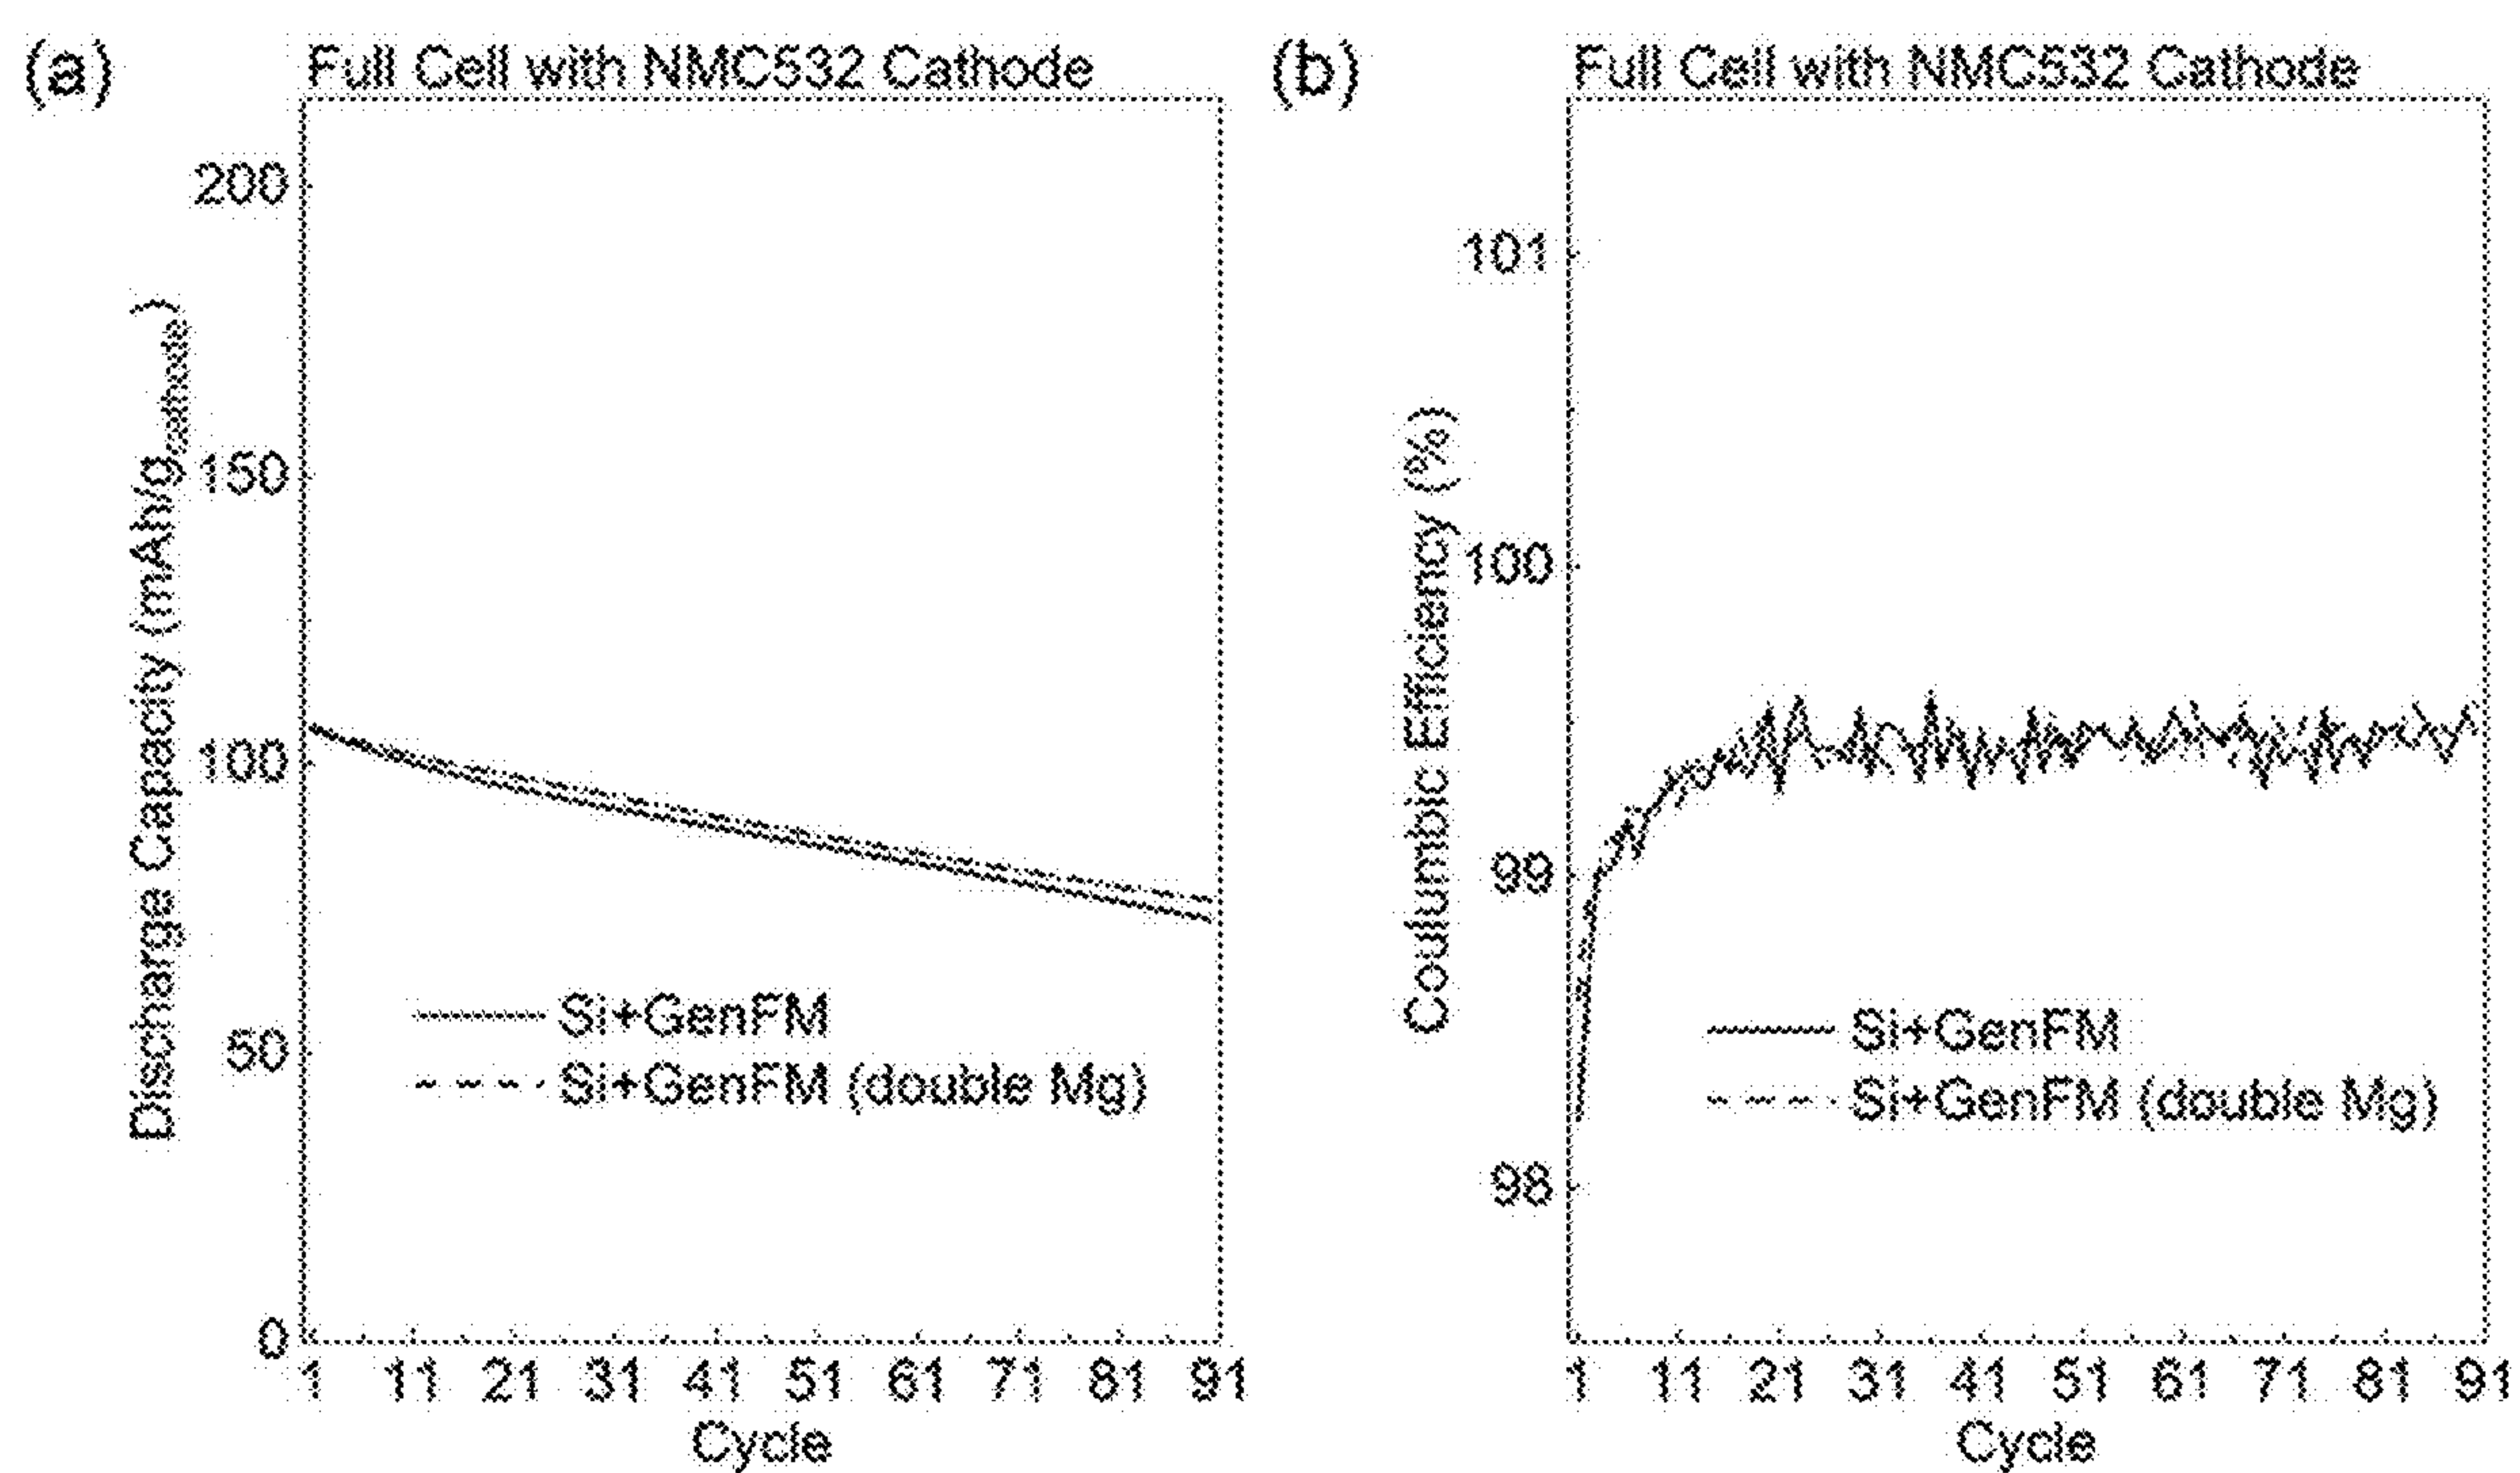 (a)
Full Cell with NMC532 Cathode
Discharge Capacity (mAh/g
200
150
100
50
0
Si+GenFM
Si+GenFM (double Mg)
1 11 21 31 41 51 61 71 81 91
Cycle
(b)
Full Cell with NMC532 Cathode
Coulumbic Efficiency (%)
101
100
99
98
Si+GenFM
Si+GenFM (double Mg)
1 11 21 31 41 51 61 71 81 91
Cycle